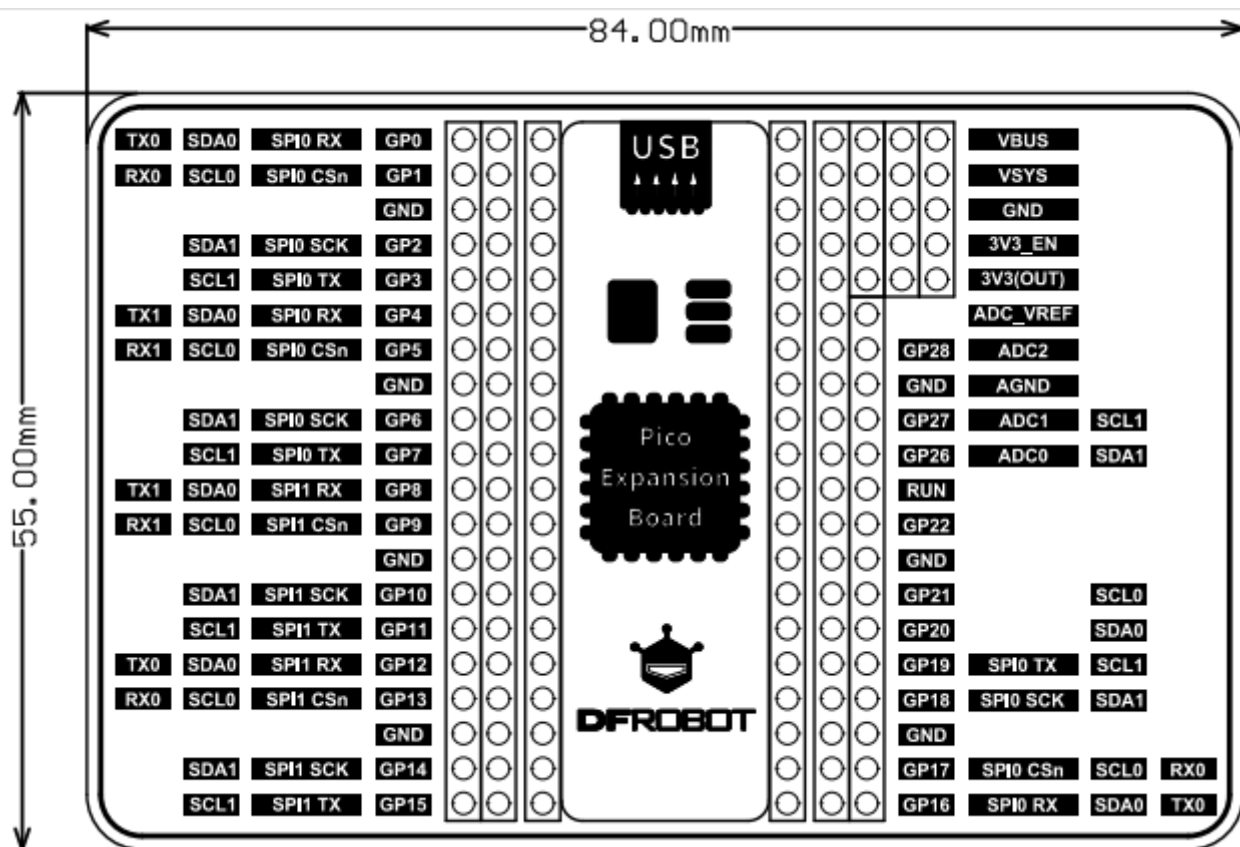 84.00mm
55.00mm
TX0 SDA0 SPI0 RX GP0 USB VBUS
RX0 SCL0 SPI0 CSn GP1 VSYS
GND GND
SDA1 SPI0 SCK GP2 3V3_EN
SCL1 SPI0 TX GP3 3V3(OUT)
TX1 SDA0 SPI0 RX GP4 ADC_VREF
RX1 SCL0 SPI0 CSn GP5 GP28 ADC2
GND GND AGND
SDA1 SPI0 SCK GP6 Pico GP27 ADC1 SCL1
SCL1 SPI0 TX GP7 Expansion GP26 ADC0 SDA1
TX1 SDA0 SPI1 RX GP8 RUN
RX1 SCL0 SPI1 CSn GP9 Board GP22
GND GND
SDA1 SPI1 SCK GP10 GP21 SCL0
SCL1 SPI1 TX GP11 GP20 SDA0
TX0 SDA0 SPI1 RX GP12 GP19 SPI0 TX SCL1
RX0 SCL0 SPI1 CSn GP13 GP18 SPI0 SCK SDA1
GND DFROBOT GND
SDA1 SPI1 SCK GP14 GP17 SPI0 CSn SCL0 RX0
SCL1 SPI1 TX GP15 GP16 SPI0 RX SDA0 TX0